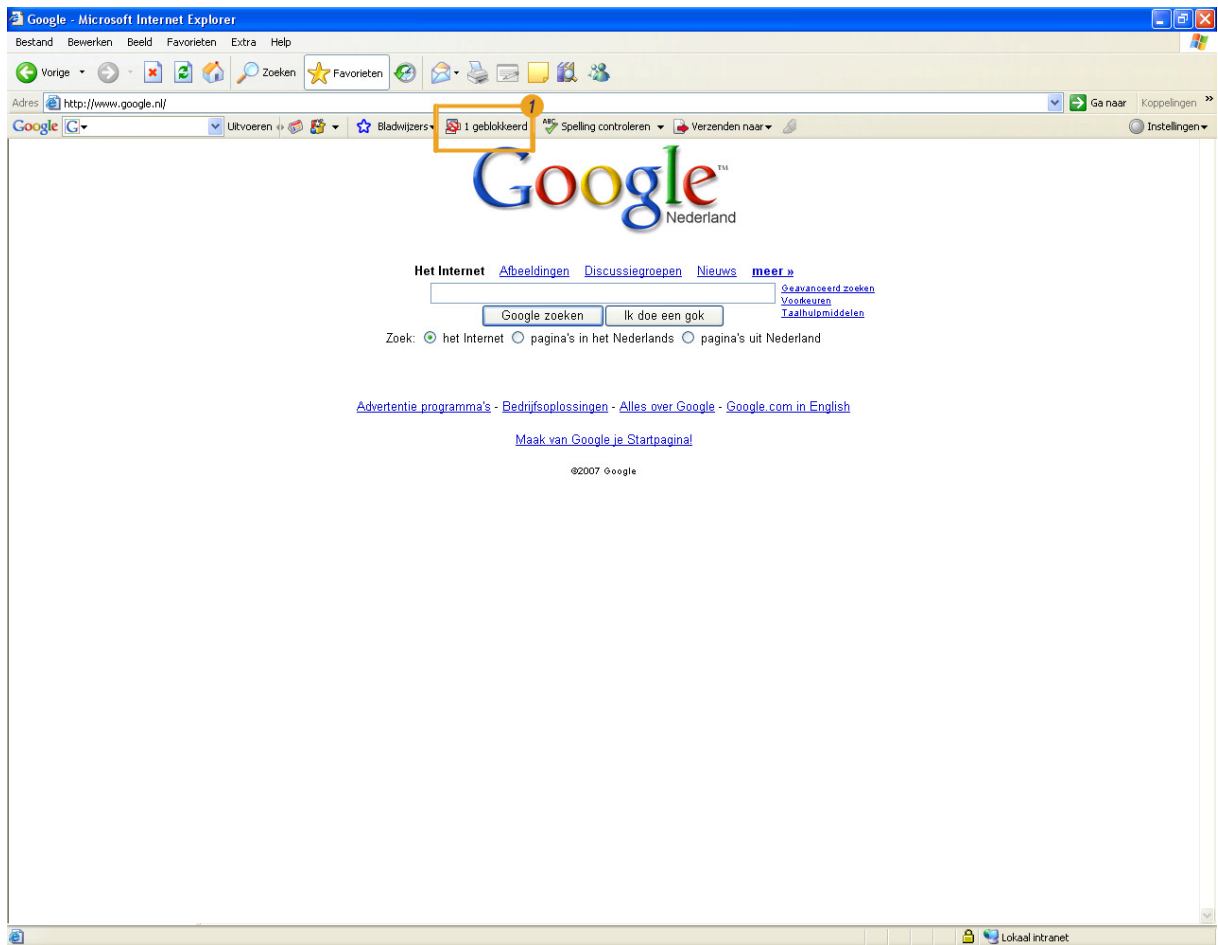 Google - Microsoft Internet Explorer
Bestand Bewerken Beeld Favorieten Extra Help
Vorige Zoeken Favorieten
Adres http://www.google.nl/ Ga naar Koppelingen »
1
Google G Uitvoeren Bladwijzers 1 geblokkeerd ABC Spelling controleren Verzenden naar Instellingen
Google™
Nederland
Het Internet Afbeeldingen Discussiegroepen Nieuws meer »
Geavanceerd zoeken
Voorkeuren
Taalhulpmiddelen
Google zoeken Ik doe een gok
Zoek: het Internet pagina's in het Nederlands pagina's uit Nederland
Advertentie programma's - Bedrijfsoplossingen - Alles over Google - Google.com in English
Maak van Google je Startpagina!
©2007 Google
Lokaal intranet